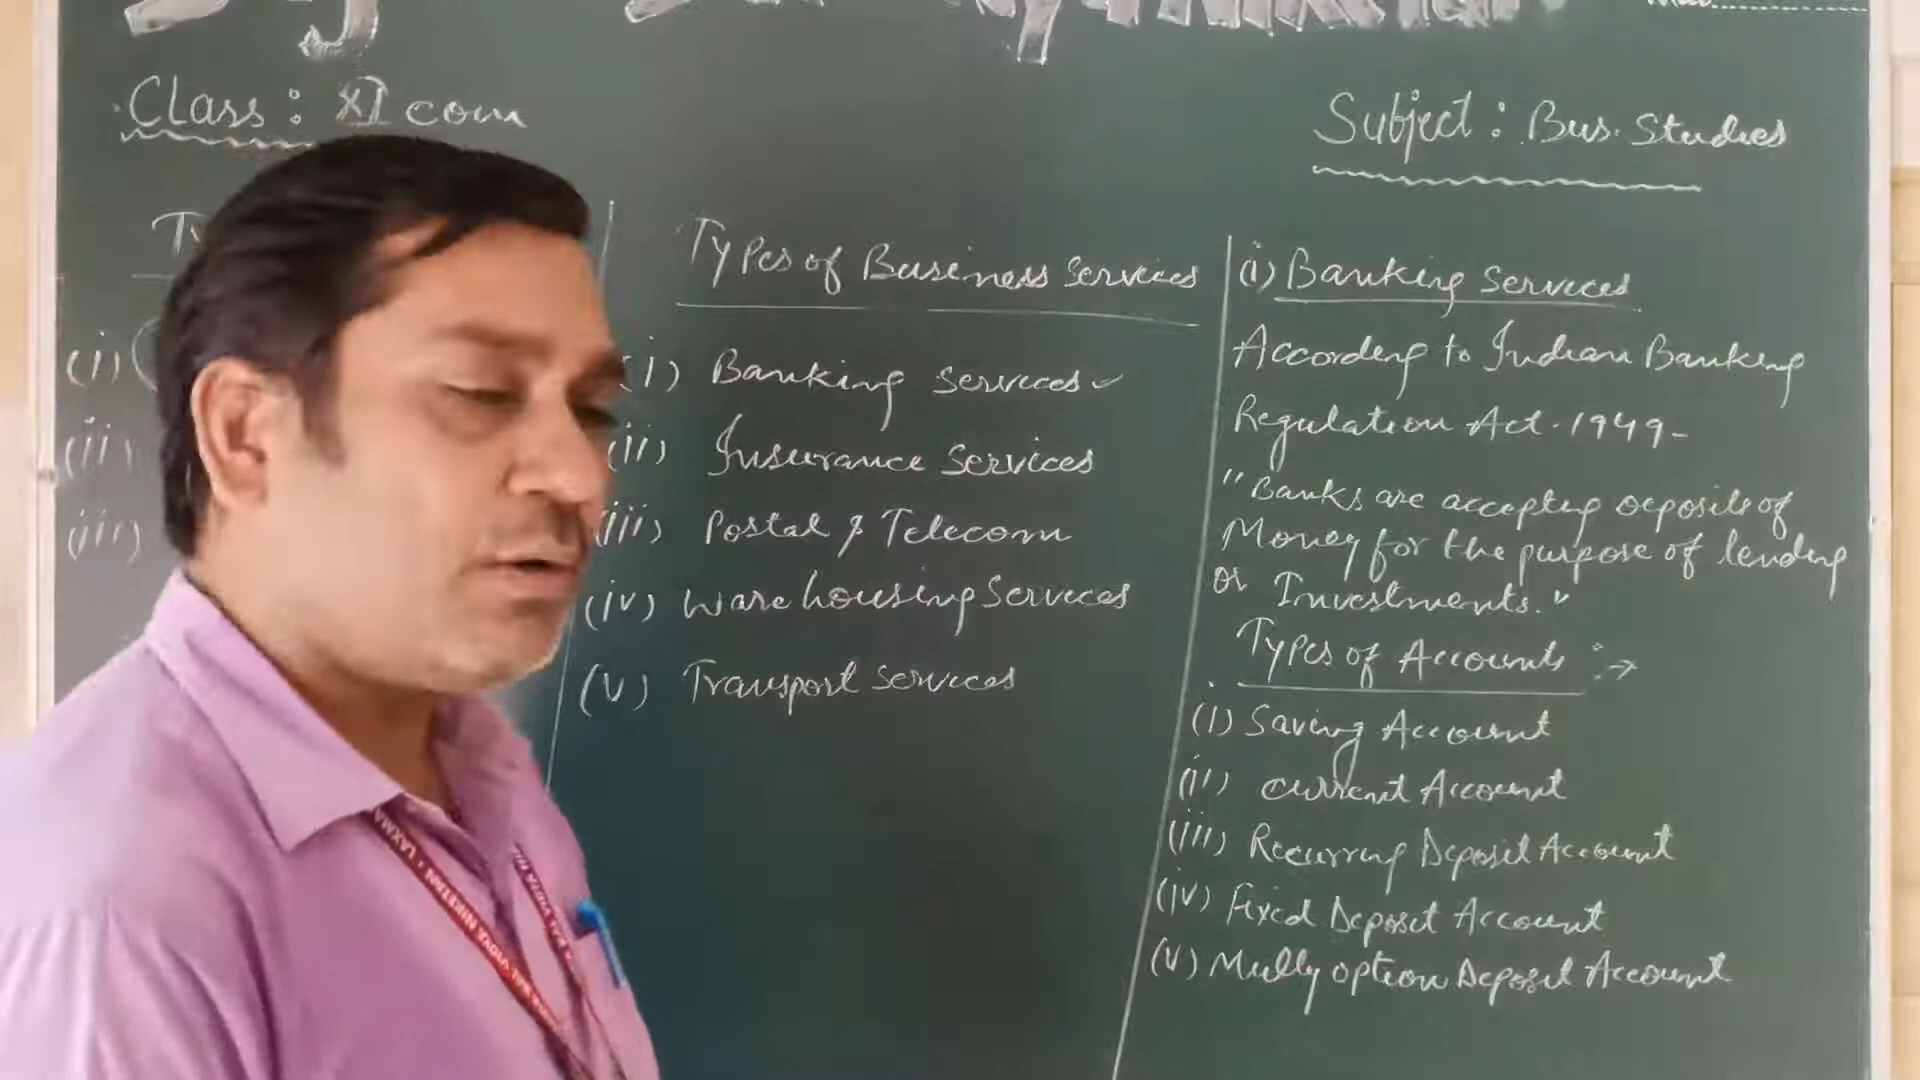 Class : XI com
Subject : Bus. Studies
(i)
(ii)
(iii)
Types of Business Services
(i) Banking Services ✓
(ii) Insurance Services
(iii) Postal & Telecom
(iv) Ware housing Services
(v) Transport Services
(i) Banking Services
According to Indian Banking
Regulation Act. 1949-
"Banks are accepting deposits of
Money for the purpose of lending
or Investments."
Types of Accounts :→
(i) Saving Account
(ii) current Account
(iii) Recurring Deposit Account
(iv) Fixed Deposit Account
(v) Multy option Deposit Account